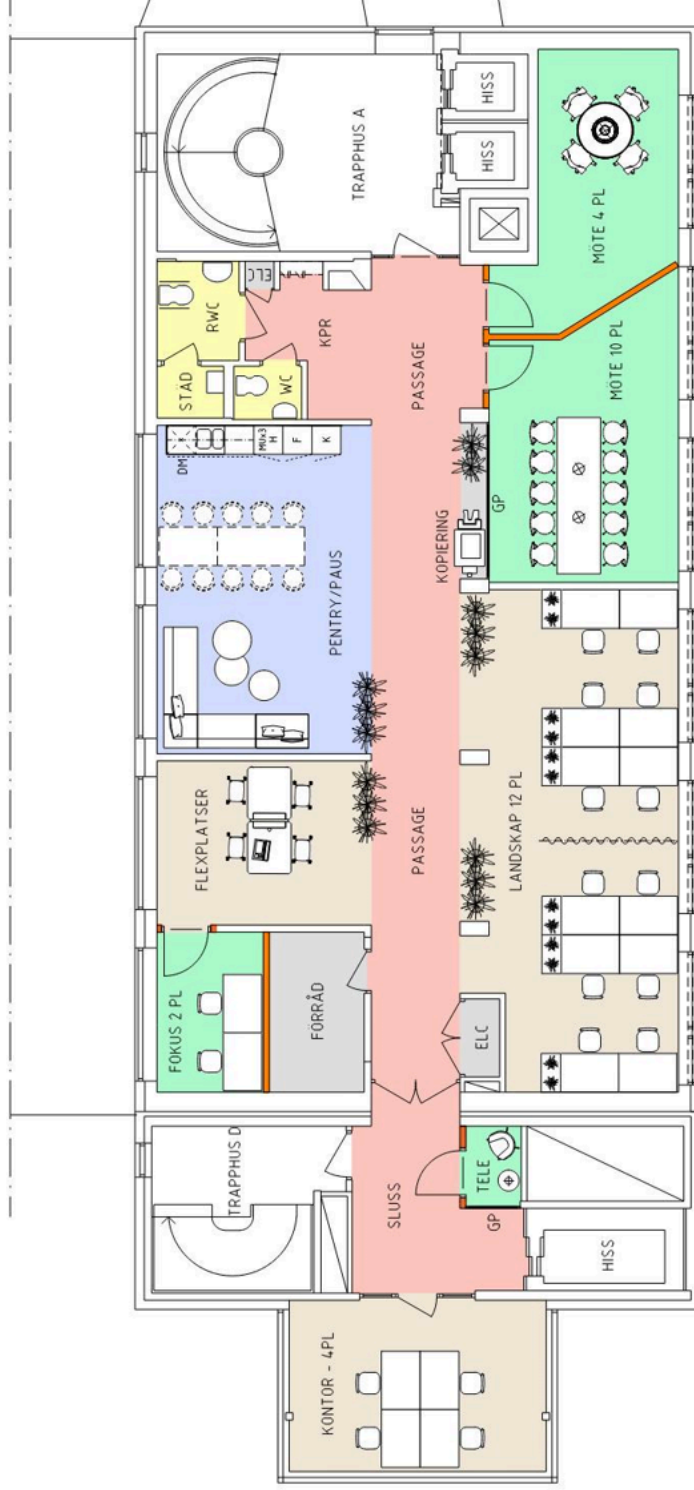 TRAPPHUS A
HISS
HISS
ELC
RWC
STÄD
WC
KPR
PASSAGE
MÖTE 4 PL
MÖTE 10 PL
DM
MUx3
H
F
K
PENTRY/PAUS
KOPIERING
GP
FLEXPLATSER
PASSAGE
LANDSKAP 12 PL
FOKUS 2 PL
FÖRRÅD
ELC
TRAPPHUS D
SLUSS
TELE
GP
HISS
KONTOR - 4PL